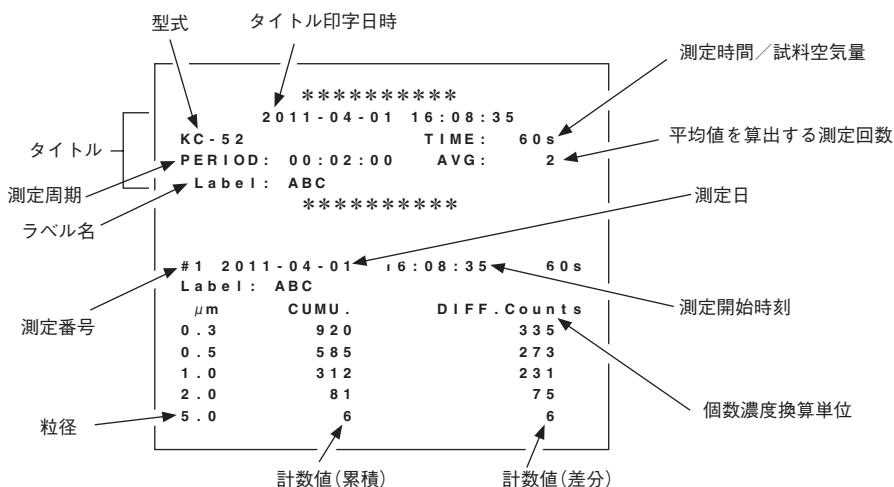 型式
タイトル印字日時
測定時間／試料空気量
**********
2011-04-01 16:08:35
KC-52 TIME: 60s
平均値を算出する測定回数
タイトル
PERIOD: 00:02:00 AVG: 2
測定周期
Label: ABC
測定日
ラベル名
**********
#1 2011-04-01 16:08:35 60s
Label: ABC
測定開始時刻
μm CUMU. DIFF.Counts
測定番号
0.3 920 335
0.5 585 273
1.0 312 231
2.0 81 75
個数濃度換算単位
5.0 6 6
粒径
計数値(累積)
計数値(差分)